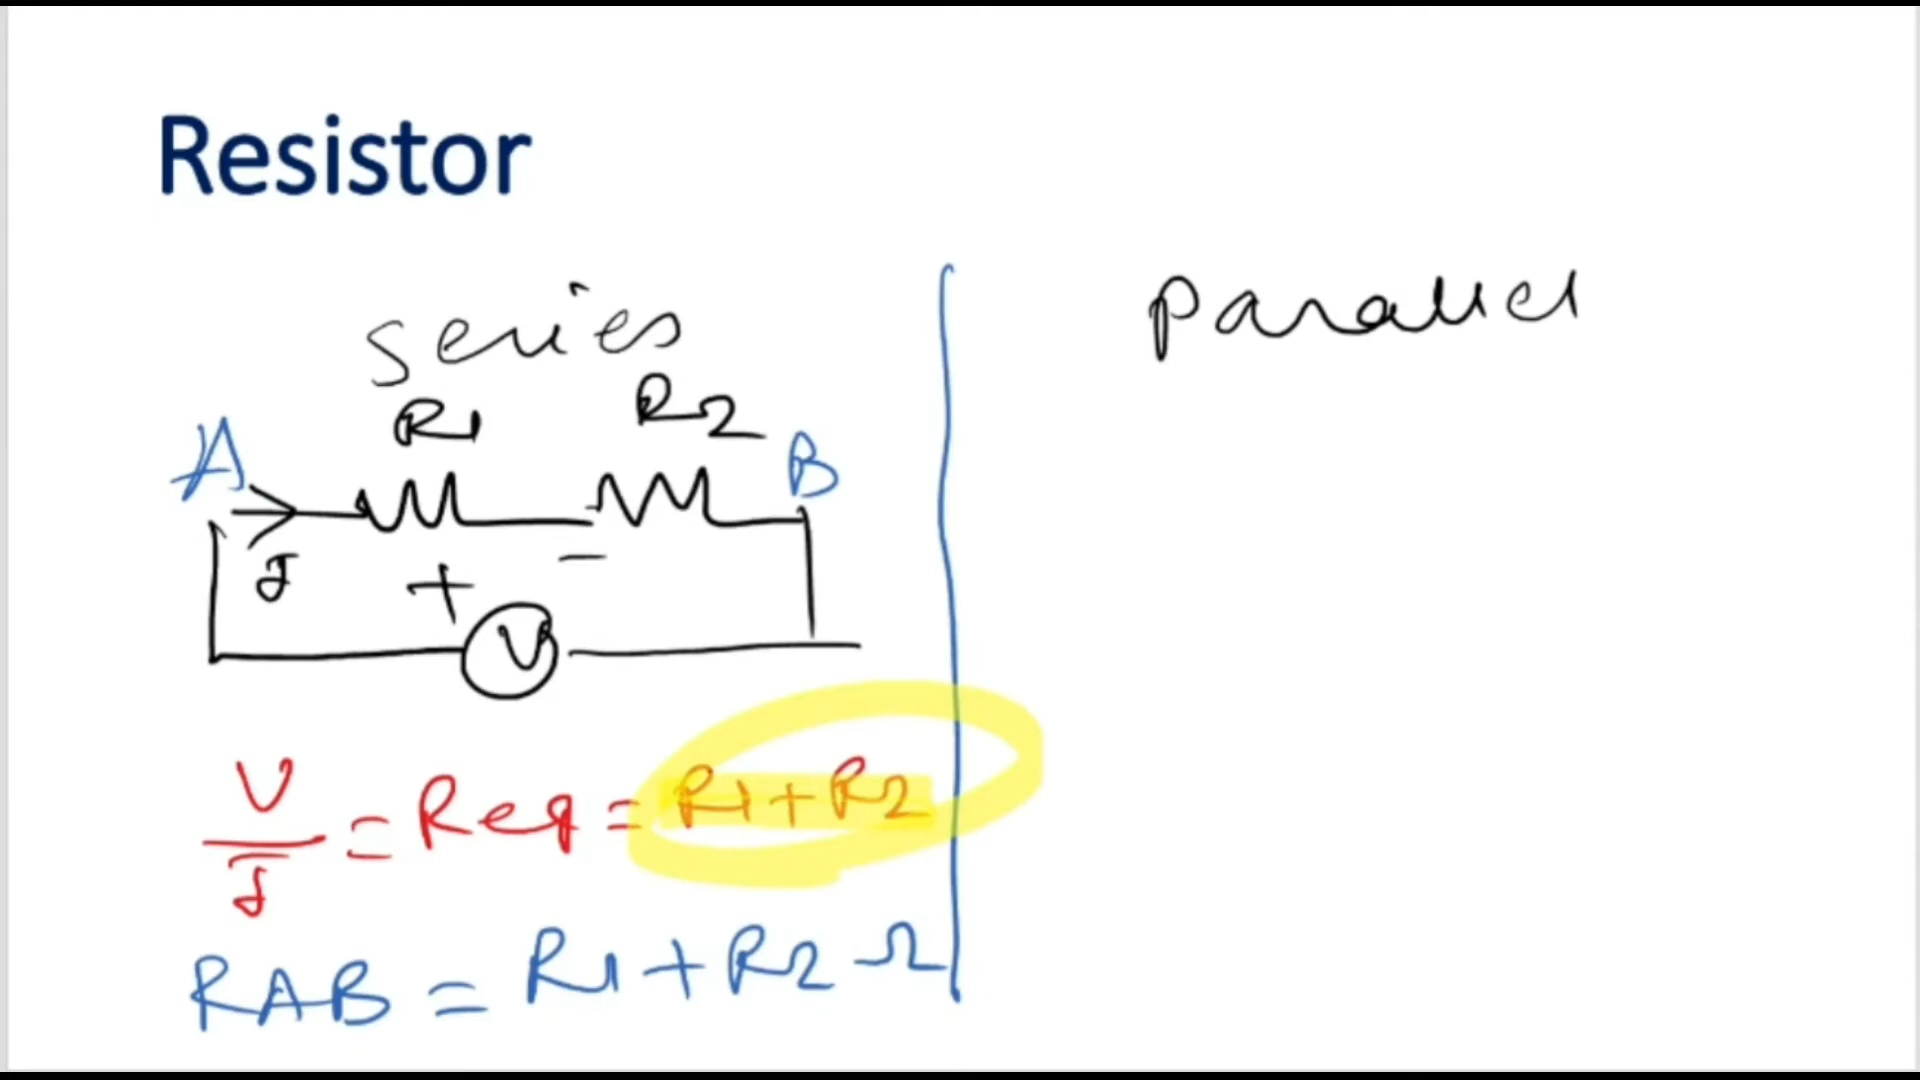 Resistor
series
R1 R2
A B
I
+ -
V
V/I = Req = R1+R2
RAB = R1+R2 Ω
parallel